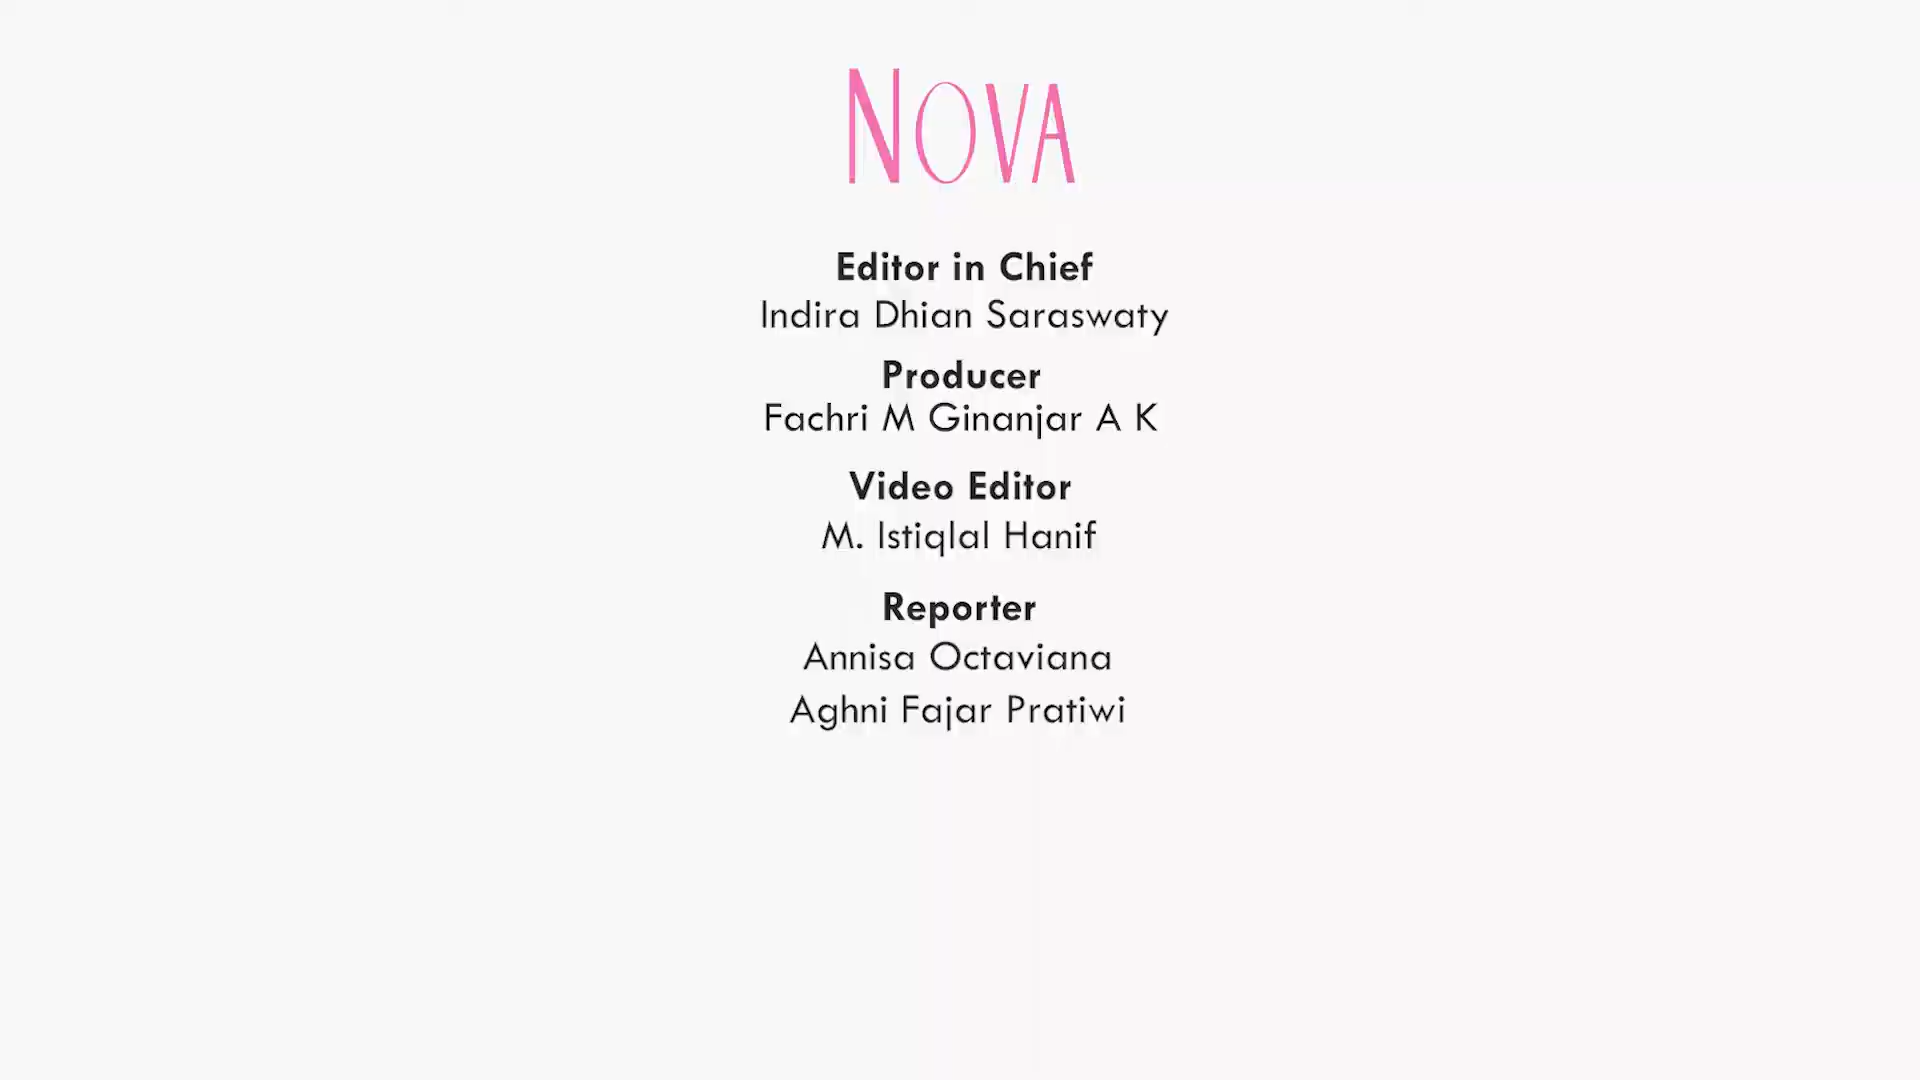 NOVA
Editor in Chief
Indira Dhian Saraswaty
Producer
Fachri M Ginanjar A K
Video Editor
M. Istiqlal Hanif
Reporter
Annisa Octaviana
Aghni Fajar Pratiwi